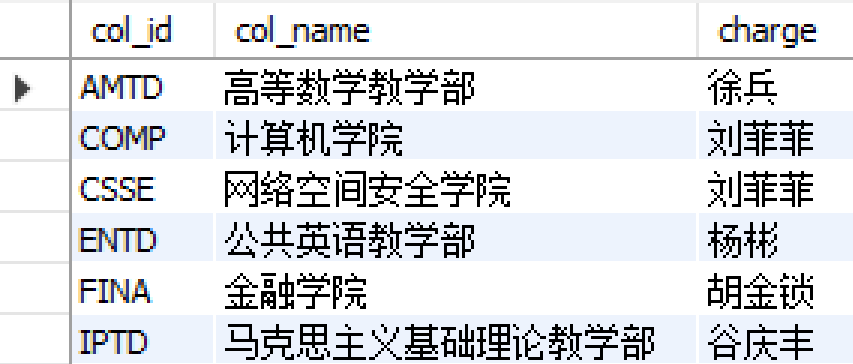 col_id col_name charge
AMTD 高等数学教学部 徐兵
COMP 计算机学院 刘菲菲
CSSE 网络空间安全学院 刘菲菲
ENTD 公共英语教学部 杨彬
FINA 金融学院 胡金锁
IPTD 马克思主义基础理论教学部 谷庆丰